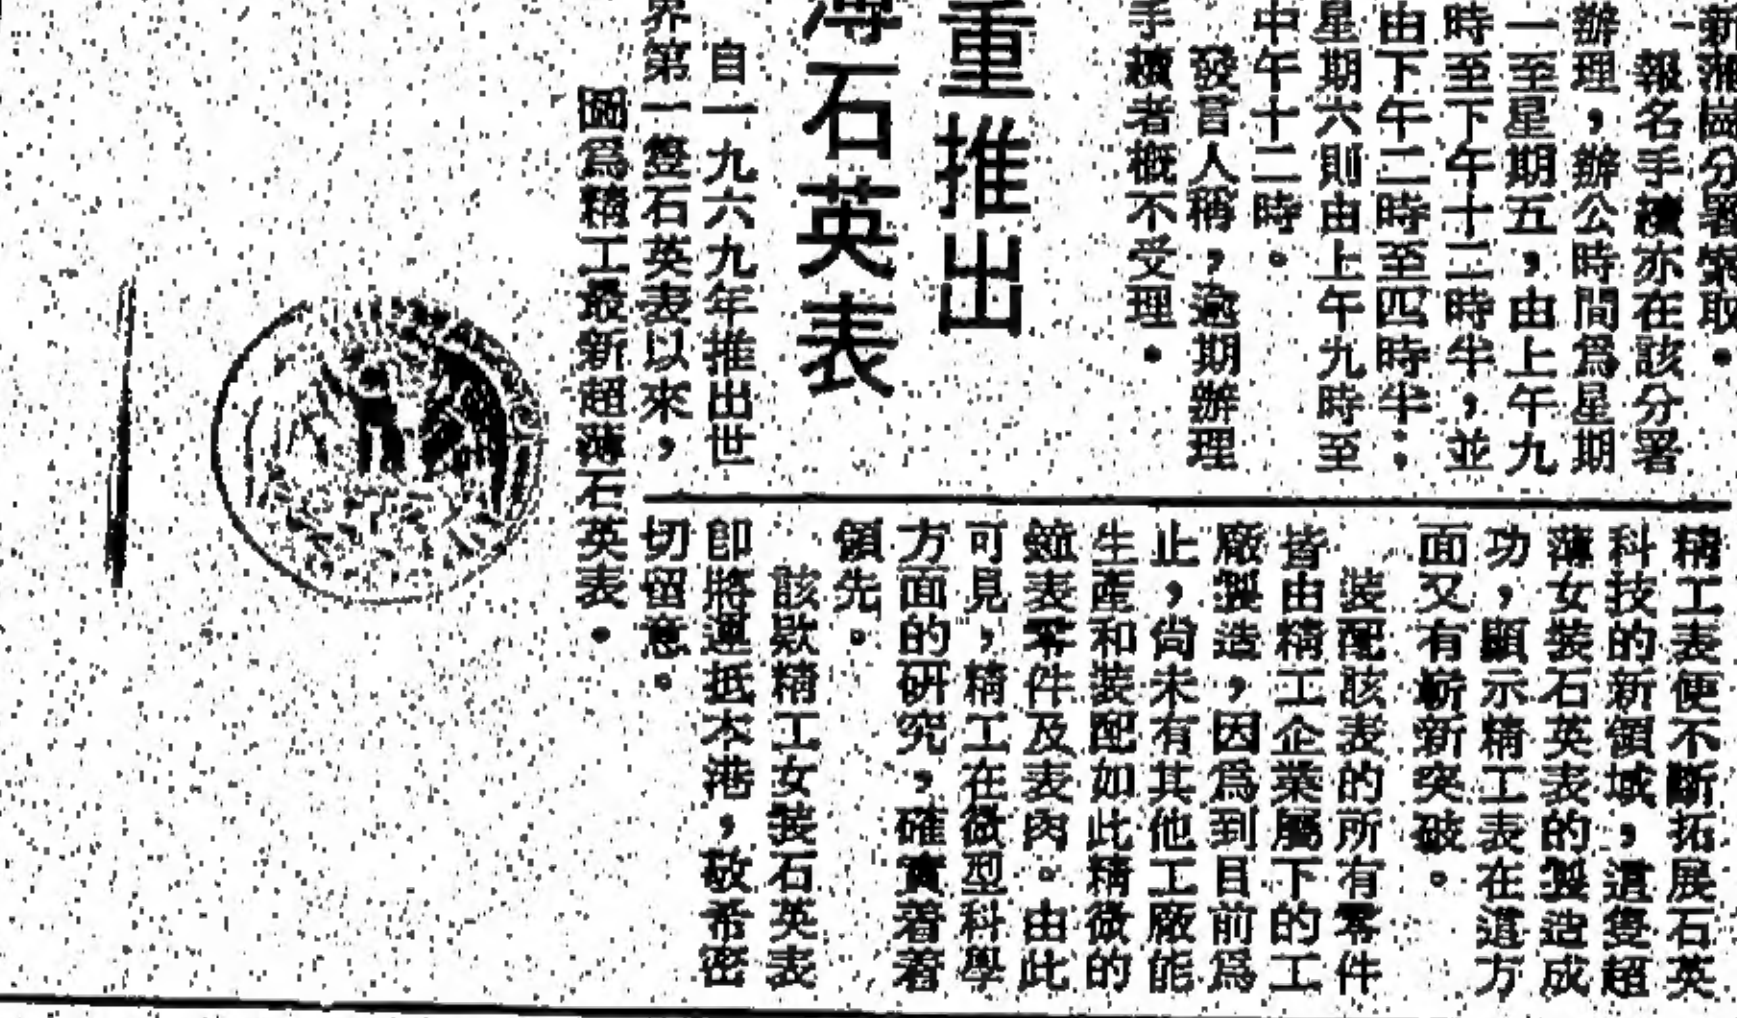 新湘崗分署索取。
報名手續亦在該分署
辦理，辦公時間爲星期
一至星期五，由上午九
時至下午十二時半，並
由下午二時至四時半；
星期六則由上午九時至
中午十二時。
發言人稱，逾期辦理
手續者概不受理。
重推出
薄石英表
自一九六九年推出世
界第一隻石英表以來，
精工表便不斷拓展石英
科技的新領域，這隻超
薄女裝石英表的製造成
功，顯示精工表在這方
面又有嶄新突破。
裝配該表的所有零件
皆由精工企業屬下的工
廠製造，因爲到目前爲
止，尙未有其他工廠能
生產和裝配如此精微的
鐘表零件及表肉。由此
可見，精工在微型科學
方面的研究，確實着着
領先。
該欵精工女裝石英表
即將運抵本港，敬希密
切留意。
圖爲精工最新超薄石英表。